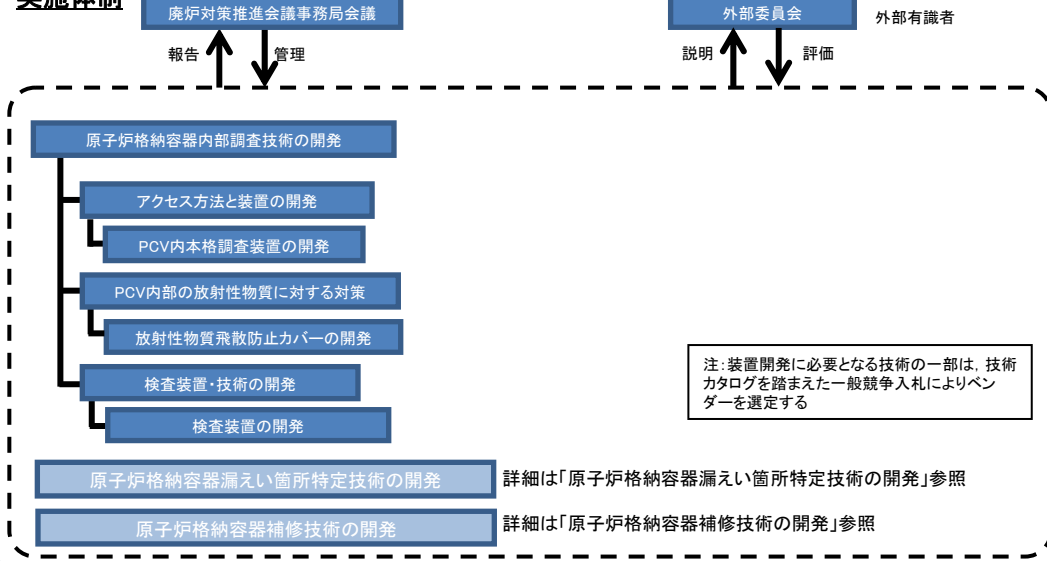 実施体制
廃炉対策推進会議事務局会議
外部委員会
外部有識者
報告
管理
説明
評価
原子炉格納容器内部調査技術の開発
アクセス方法と装置の開発
PCV内本格調査装置の開発
PCV内部の放射性物質に対する対策
放射性物質飛散防止カバーの開発
検査装置・技術の開発
検査装置の開発
注：装置開発に必要となる技術の一部は，技術
カタログを踏まえた一般競争入札によりベン
ダーを選定する
原子炉格納容器漏えい箇所特定技術の開発
詳細は「原子炉格納容器漏えい箇所特定技術の開発」参照
原子炉格納容器補修技術の開発
詳細は「原子炉格納容器補修技術の開発」参照